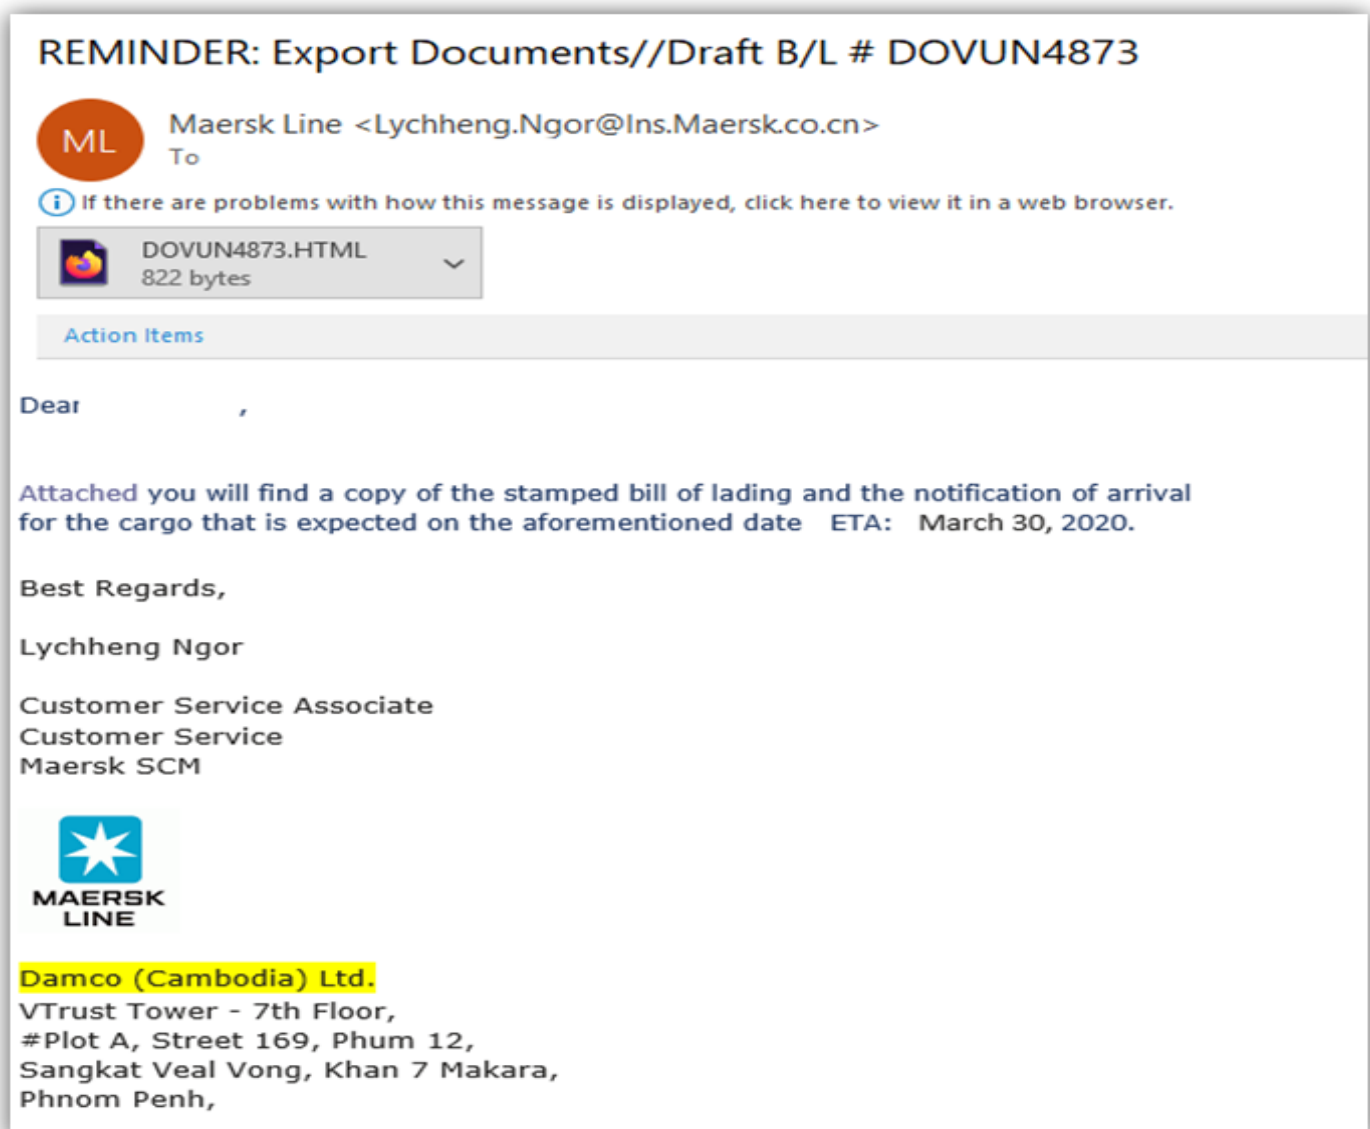 REMINDER: Export Documents//Draft B/L # DOVUN4873
ML
Maersk Line <Lychheng.Ngor@Ins.Maersk.co.cn>
To
If there are problems with how this message is displayed, click here to view it in a web browser.
DOVUN4873.HTML
822 bytes
Action Items
Dear ,
Attached you will find a copy of the stamped bill of lading and the notification of arrival
for the cargo that is expected on the aforementioned date ETA: March 30, 2020.
Best Regards,
Lychheng Ngor
Customer Service Associate
Customer Service
Maersk SCM
MAERSK
LINE
Damco (Cambodia) Ltd.
VTrust Tower - 7th Floor,
#Plot A, Street 169, Phum 12,
Sangkat Veal Vong, Khan 7 Makara,
Phnom Penh,